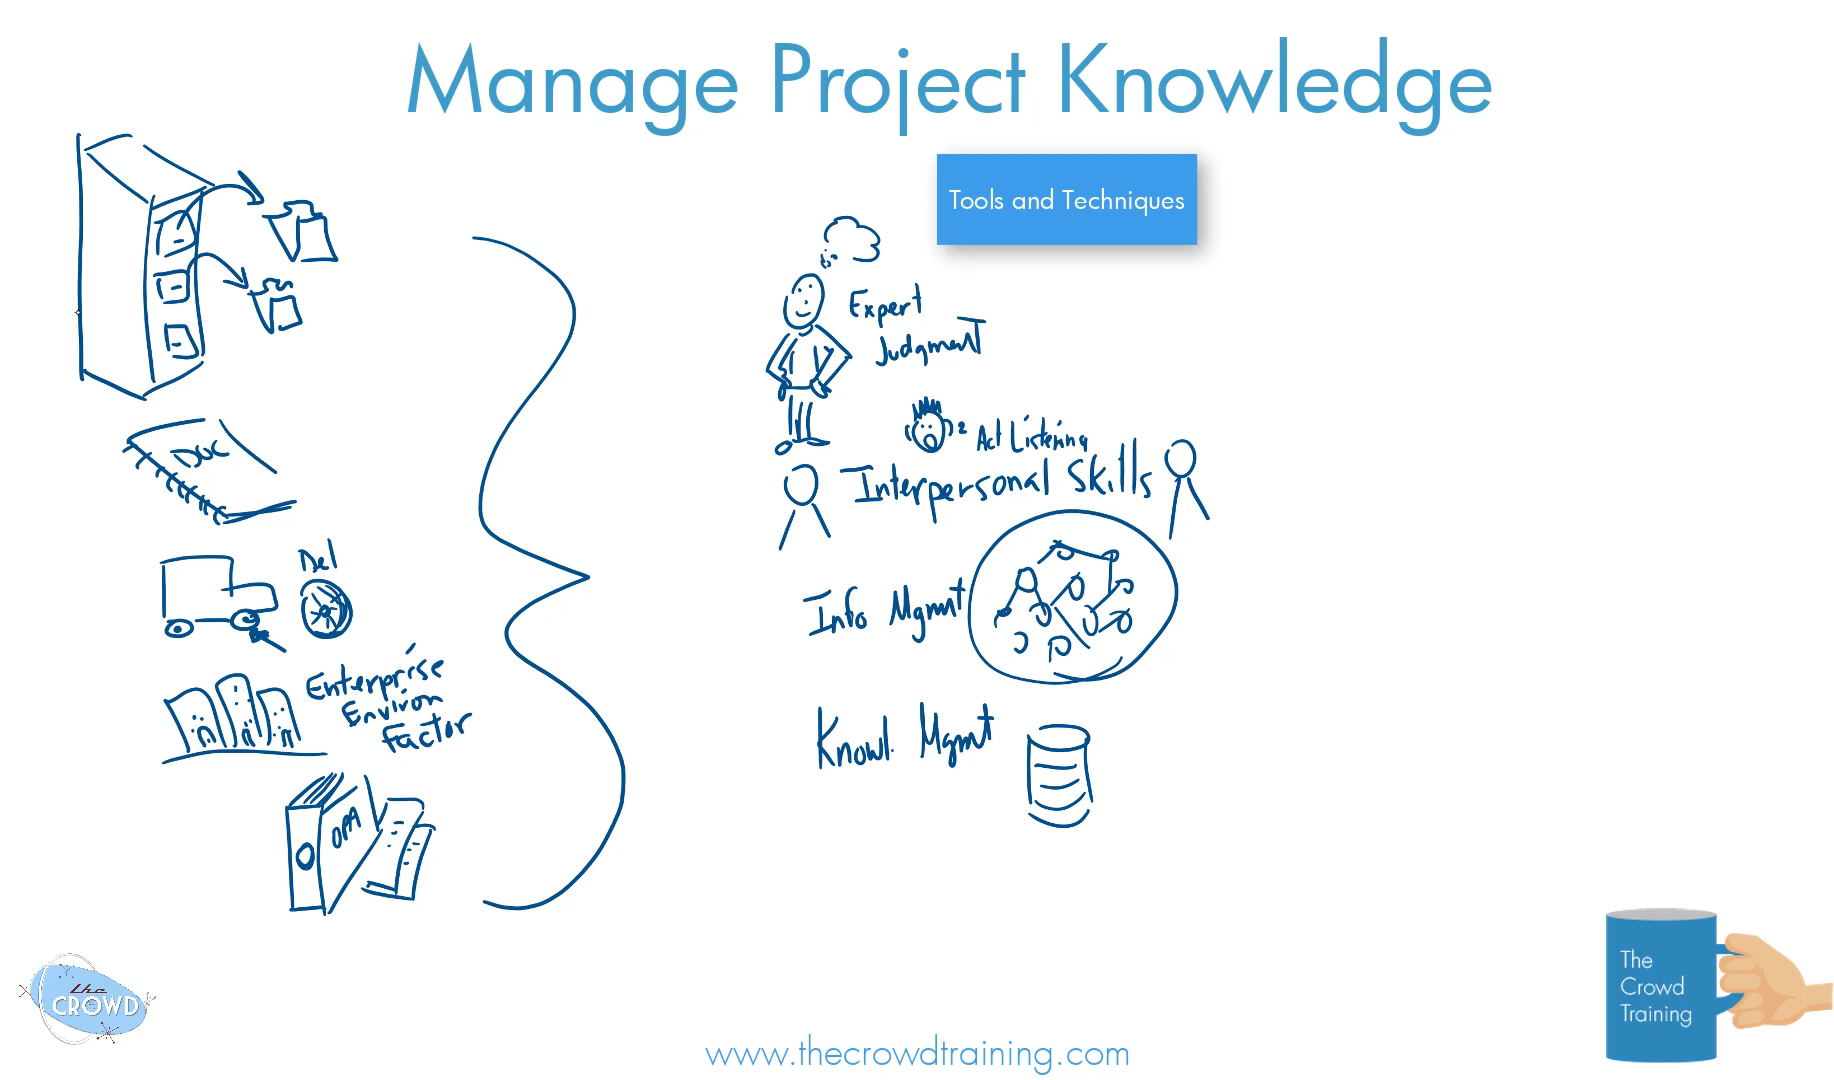 Manage Project Knowledge
Tools and Techniques
DOC
Del
Enterprise
Environ
Factor
OPA
Expert
Judgment
Act Listening
Interpersonal Skills
Info Mgmt
Knowl. Mgmt
the
CROWD
The
Crowd
Training
www.thecrowdtraining.com